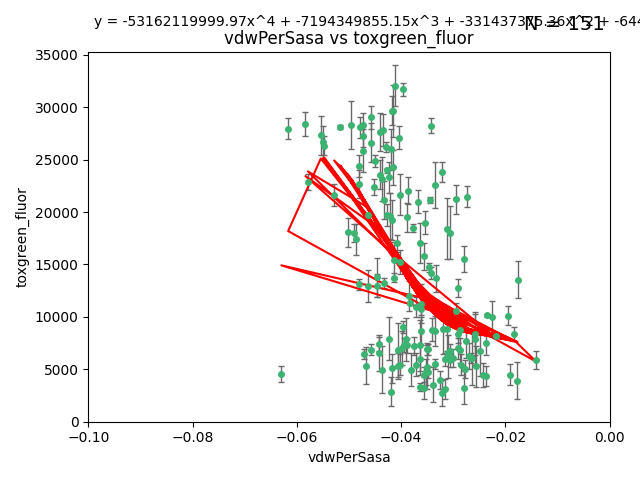 y = -53162119999.97x^4 + -7194349855.15x^3 + -331437
N = 151
vdwPerSasa vs toxgreen_fluor
35000
30000
25000
20000
15000
10000
5000
0
toxgreen_fluor
−0.10 −0.08 −0.06 −0.04 −0.02 0.00
vdwPerSasa